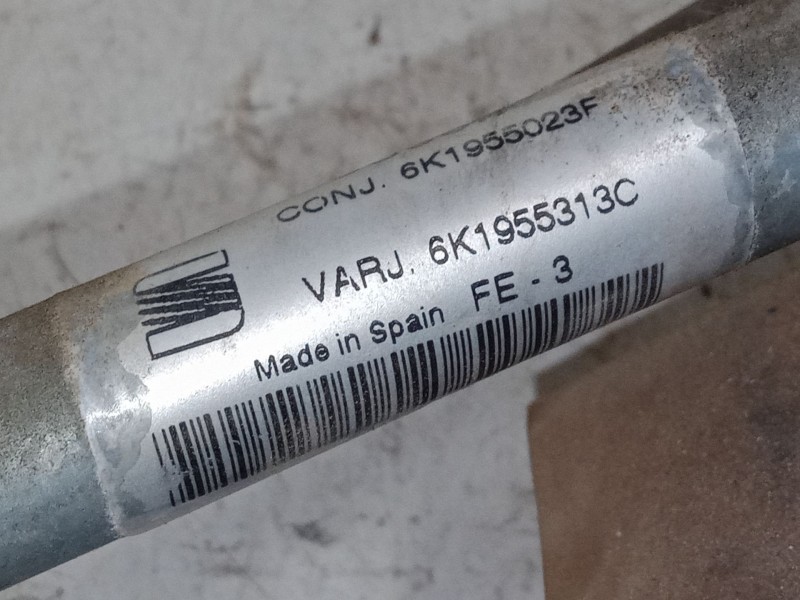 CONJ. 6K1955023F
VARJ. 6K1955313C
Made in Spain FE - 3